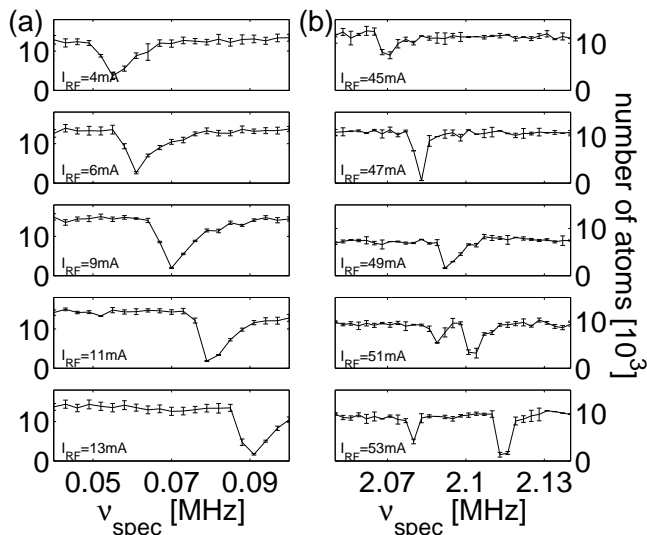 (a)
(b)
10
0
I_RF=4mA
10
0
I_RF=45mA
10
0
I_RF=6mA
10
0
I_RF=47mA
10
0
I_RF=9mA
10
0
I_RF=49mA
10
0
I_RF=11mA
10
0
I_RF=51mA
10
0
I_RF=13mA
10
0
I_RF=53mA
number of atoms [10³]
0.05 0.07 0.09
2.07 2.1 2.13
ν_spec [MHz]
ν_spec [MHz]